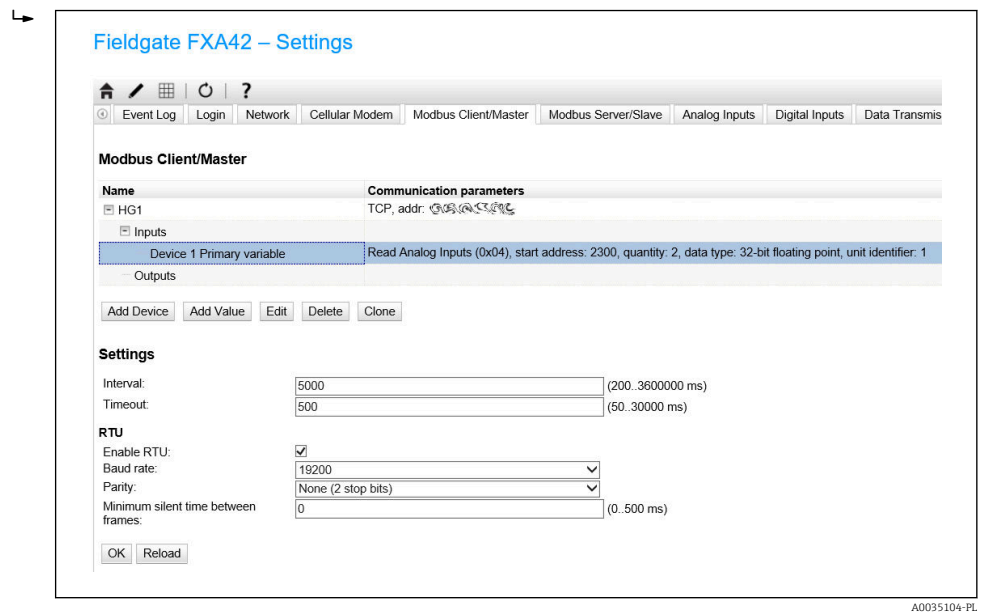 Fieldgate FXA42 – Settings
?
Event Log Login Network Cellular Modem Modbus Client/Master Modbus Server/Slave Analog Inputs Digital Inputs Data Transmis
Modbus Client/Master
Name Communication parameters
HG1 TCP, addr:
Inputs
Device 1 Primary variable Read Analog Inputs (0x04), start address: 2300, quantity: 2, data type: 32-bit floating point, unit identifier: 1
Outputs
Add Device Add Value Edit Delete Clone
Settings
Interval: 5000 (200..3600000 ms)
Timeout: 500 (50..30000 ms)
RTU
Enable RTU:
Baud rate: 19200
Parity: None (2 stop bits)
Minimum silent time between 0 (0..500 ms)
frames:
OK Reload
A0035104-PL